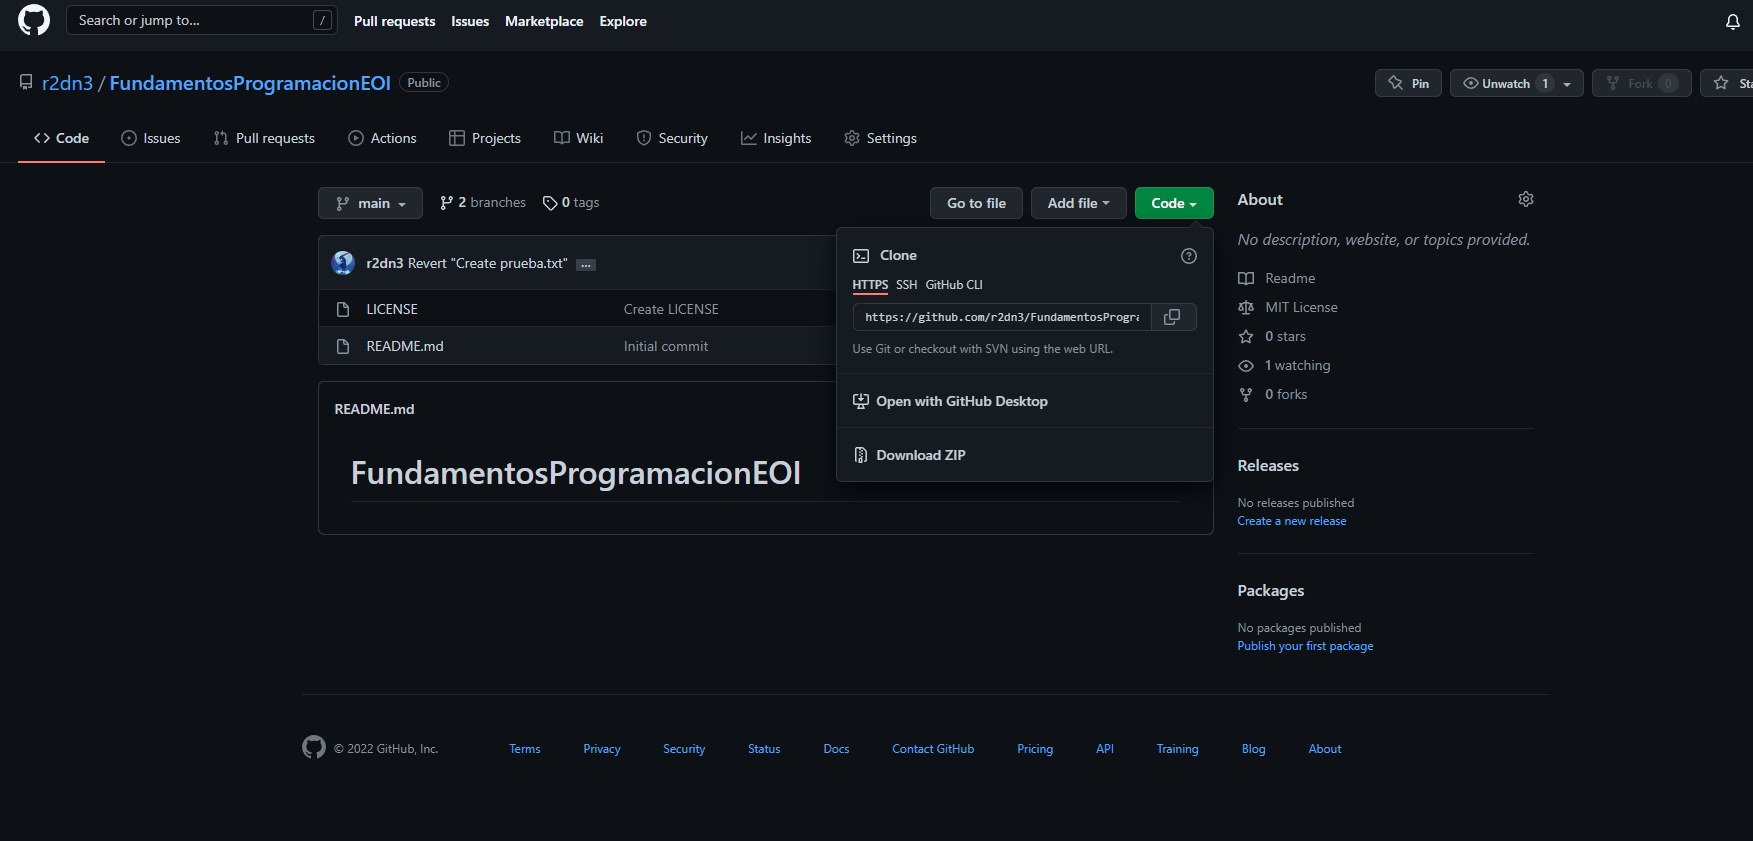 Search or jump to... /
Pull requests Issues Marketplace Explore
r2dn3 / FundamentosProgramacionEOI Public
Pin Unwatch 1 Fork 0
Code Issues Pull requests Actions Projects Wiki Security Insights Settings
main 2 branches 0 tags Go to file Add file Code
r2dn3 Revert "Create prueba.txt" ...
LICENSE Create LICENSE
README.md Initial commit
Clone
HTTPS SSH GitHub CLI
https://github.com/r2dn3/FundamentosProgra
Use Git or checkout with SVN using the web URL.
Open with GitHub Desktop
Download ZIP
README.md
FundamentosProgramacionEOI
About
No description, website, or topics provided.
Readme
MIT License
0 stars
1 watching
0 forks
Releases
No releases published
Create a new release
Packages
No packages published
Publish your first package
© 2022 GitHub, Inc. Terms Privacy Security Status Docs Contact GitHub Pricing API Training Blog About